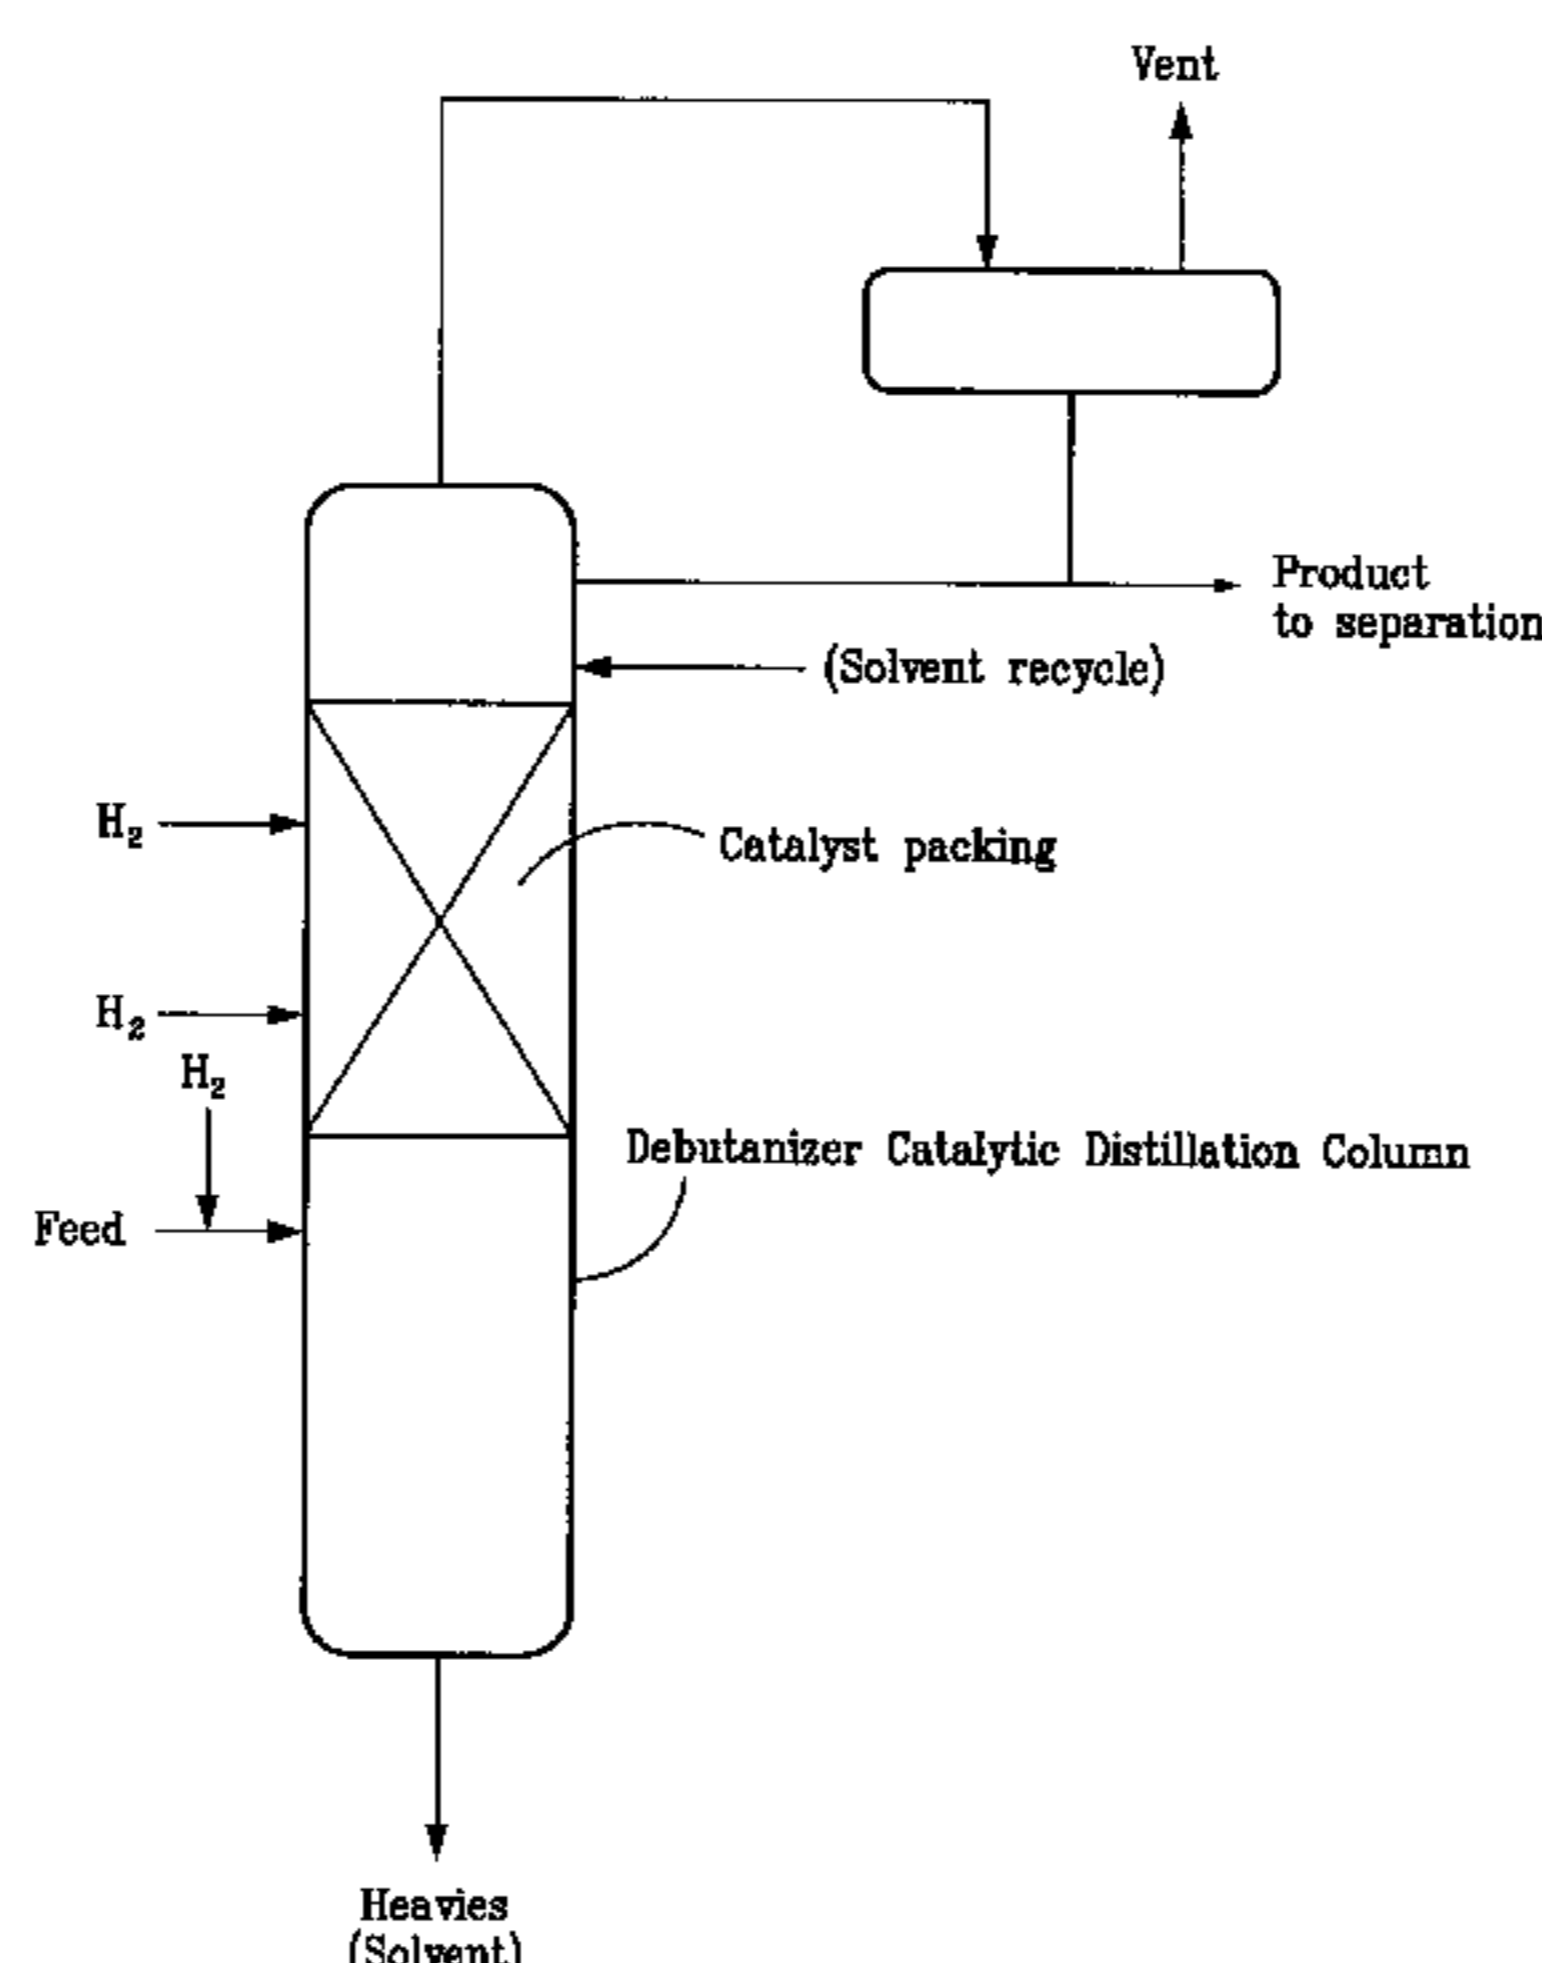 Vent
Product
to separation
(Solvent recycle)
H₂
Catalyst packing
H₂
H₂
Debutanizer Catalytic Distillation Column
Feed
Heavies
(Solvent)